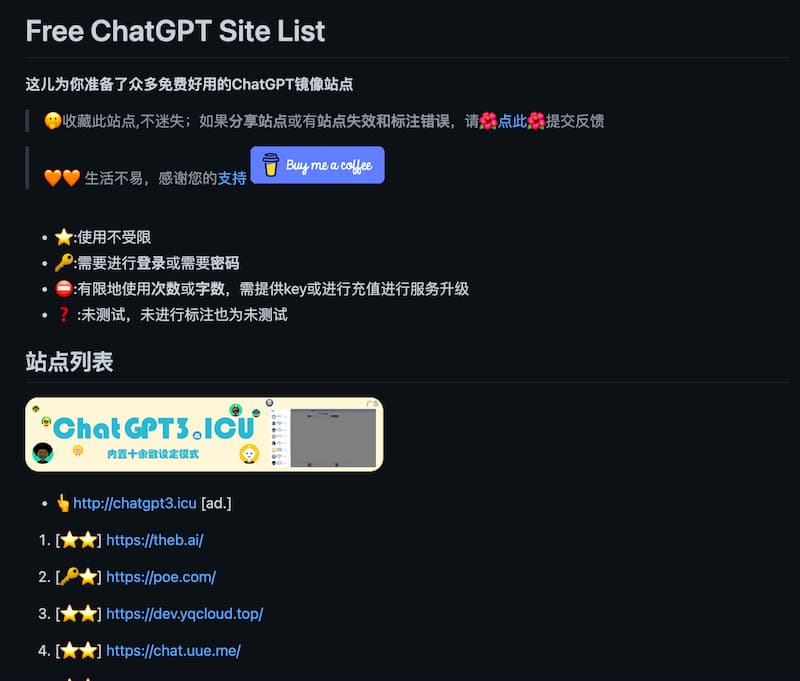 Free ChatGPT Site List
这儿为你准备了众多免费好用的ChatGPT镜像站点
🤫收藏此站点,不迷失；如果分享站点或有站点失效和标注错误，请🌺点此🌺提交反馈
🧡🧡 生活不易，感谢您的支持 Buy me a coffee
• ⭐:使用不受限
• 🔑:需要进行登录或需要密码
• ⛔:有限地使用次数或字数，需提供key或进行充值进行服务升级
• ❓ :未测试，未进行标注也为未测试
站点列表
ChatGPT3.ICU
内置十余款设定模式
• 👆http://chatgpt3.icu [ad.]
1. [⭐⭐] https://theb.ai/
2. [🔑⭐] https://poe.com/
3. [⭐⭐] https://dev.yqcloud.top/
4. [⭐⭐] https://chat.uue.me/